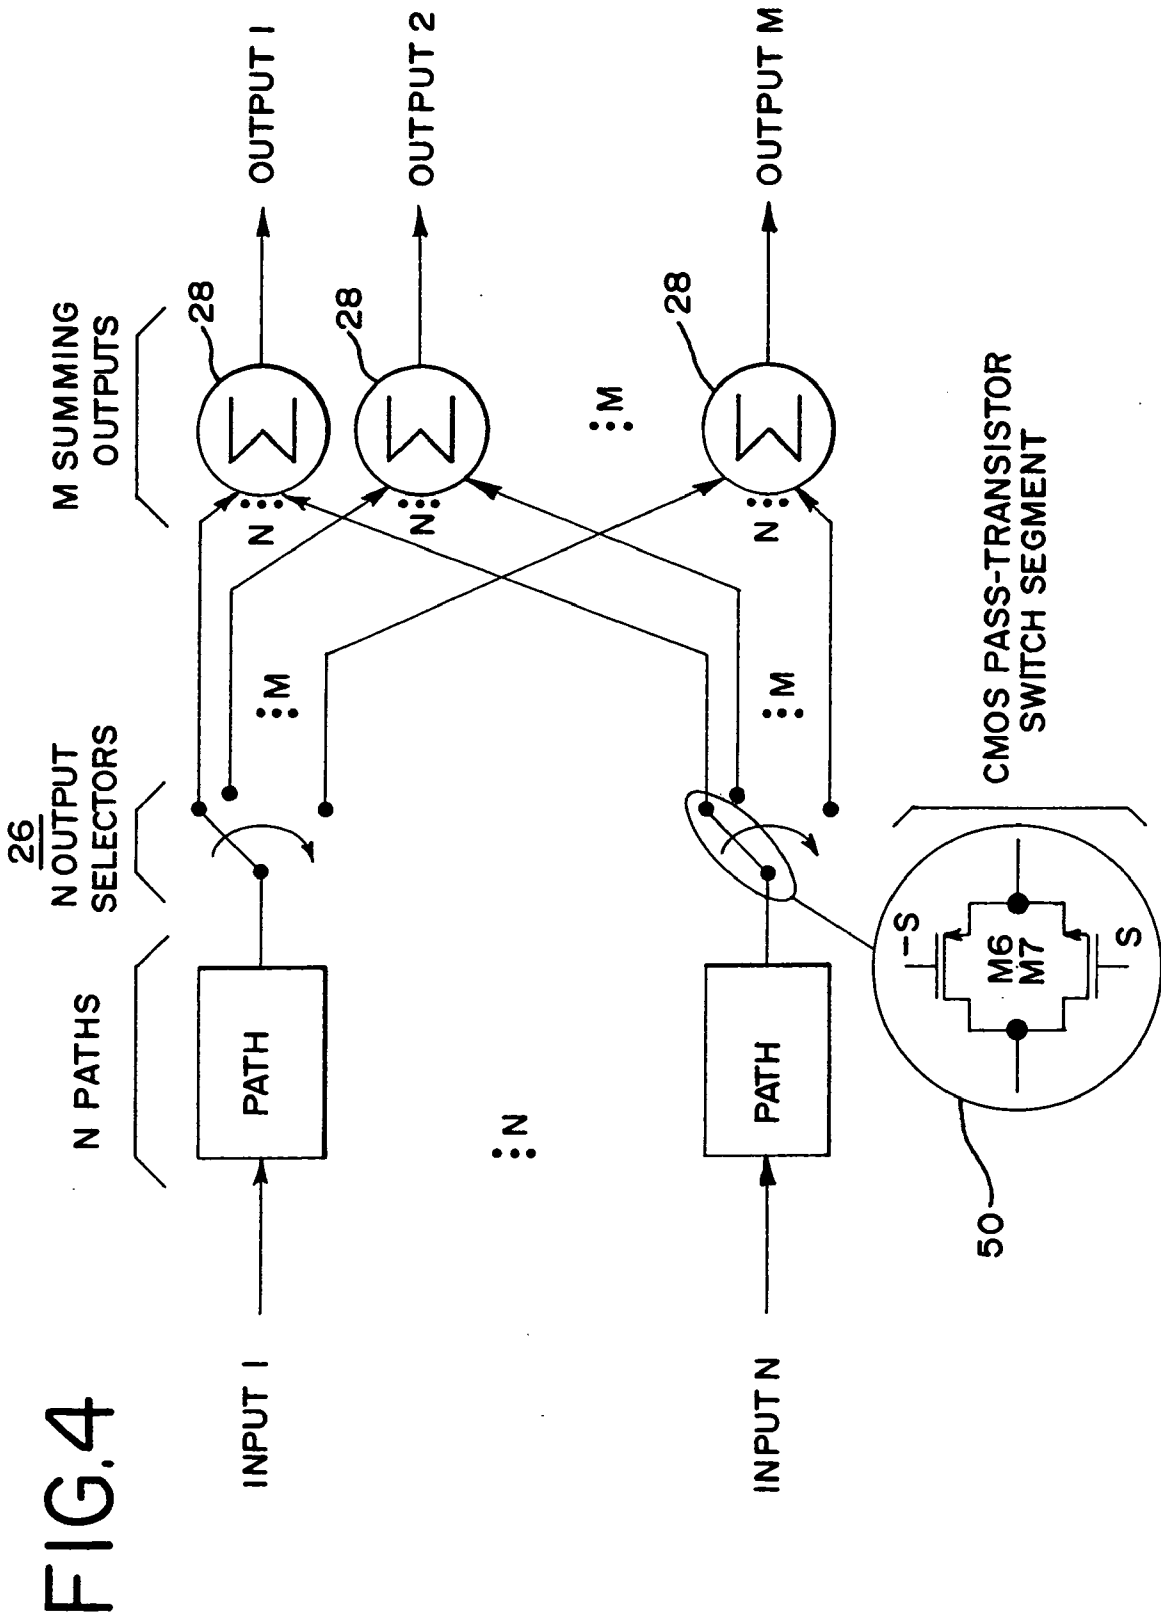 FIG.4
26
N PATHS
N OUTPUT
SELECTORS
M SUMMING
OUTPUTS
INPUT 1
PATH
⋮M
N
28
Σ
OUTPUT 1
N
28
Σ
OUTPUT 2
⋮N
⋮M
INPUT N
PATH
⋮M
N
28
Σ
OUTPUT M
50
-S
M6
M7
S
CMOS PASS-TRANSISTOR
SWITCH SEGMENT